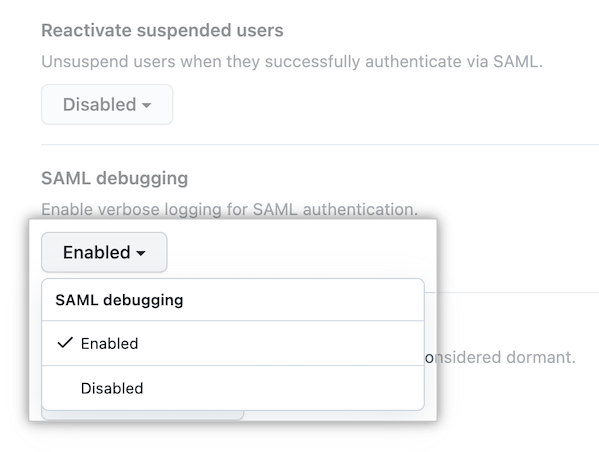 Reactivate suspended users
Unsuspend users when they successfully authenticate via SAML.
Disabled
SAML debugging
Enable verbose logging for SAML authentication.
Enabled
SAML debugging
Enabled
onsidered dormant.
Disabled